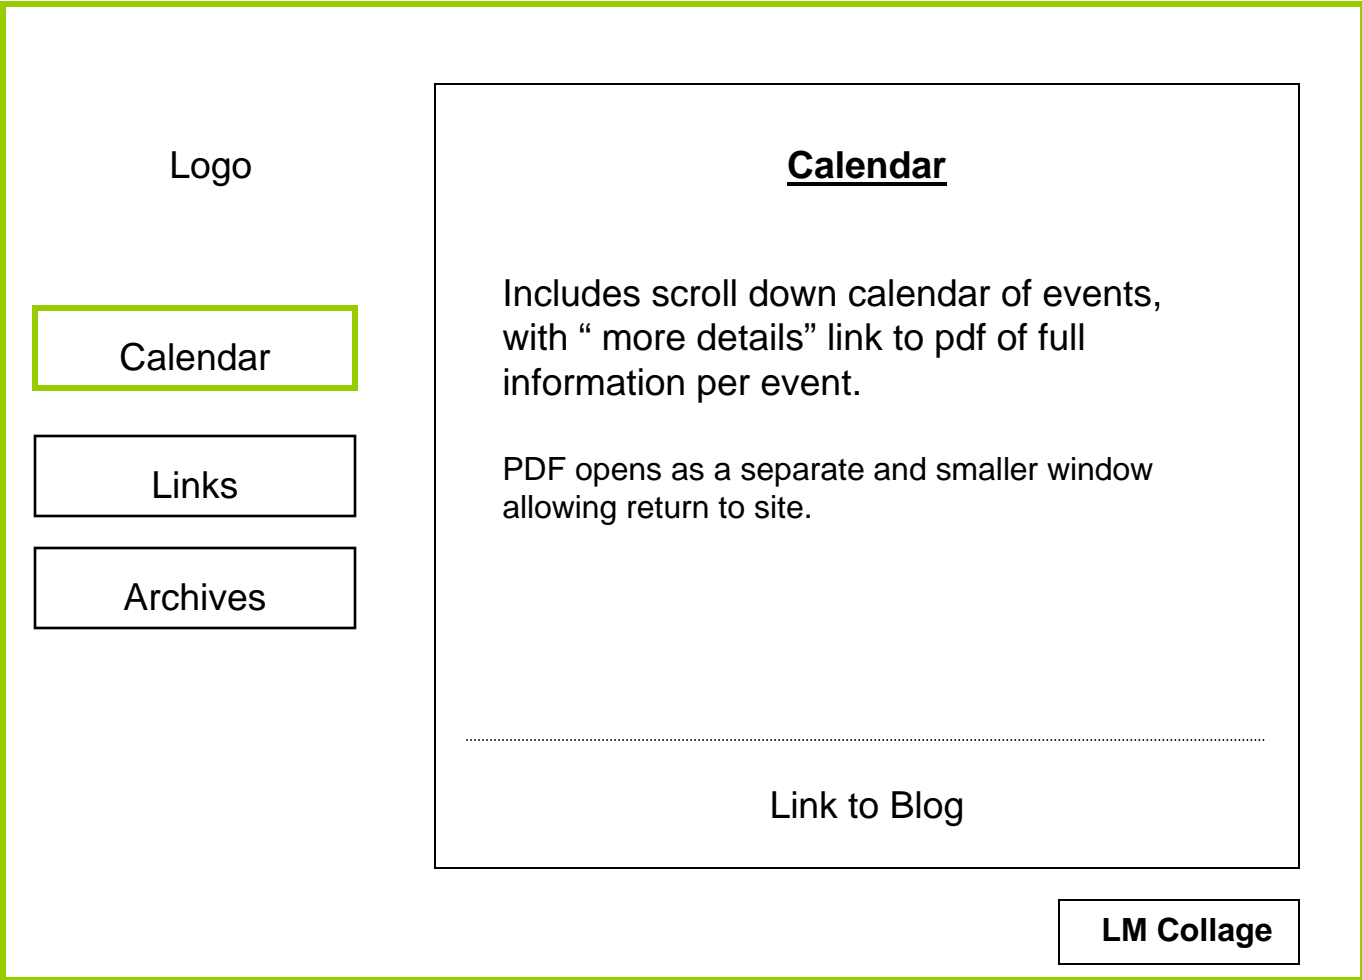 Logo
Calendar
Links
Archives
Calendar
Includes scroll down calendar of events,
with “ more details” link to pdf of full
information per event.
PDF opens as a separate and smaller window
allowing return to site.
Link to Blog
LM Collage